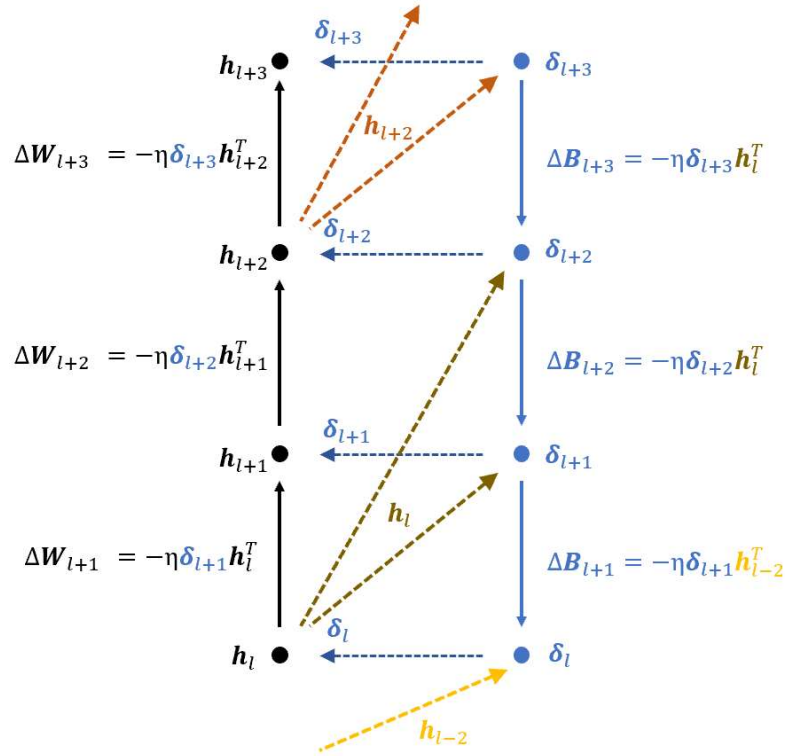 δ_{l+3}
h_{l+3} δ_{l+3}
h_{l+2}
ΔW_{l+3} = −ηδ_{l+3}h_{l+2}^T ΔB_{l+3} = −ηδ_{l+3}h_l^T
δ_{l+2}
h_{l+2} δ_{l+2}
ΔW_{l+2} = −ηδ_{l+2}h_{l+1}^T ΔB_{l+2} = −ηδ_{l+2}h_l^T
δ_{l+1}
h_{l+1} δ_{l+1}
h_l
ΔW_{l+1} = −ηδ_{l+1}h_l^T ΔB_{l+1} = −ηδ_{l+1}h_{l−2}^T
δ_l
h_l δ_l
h_{l−2}